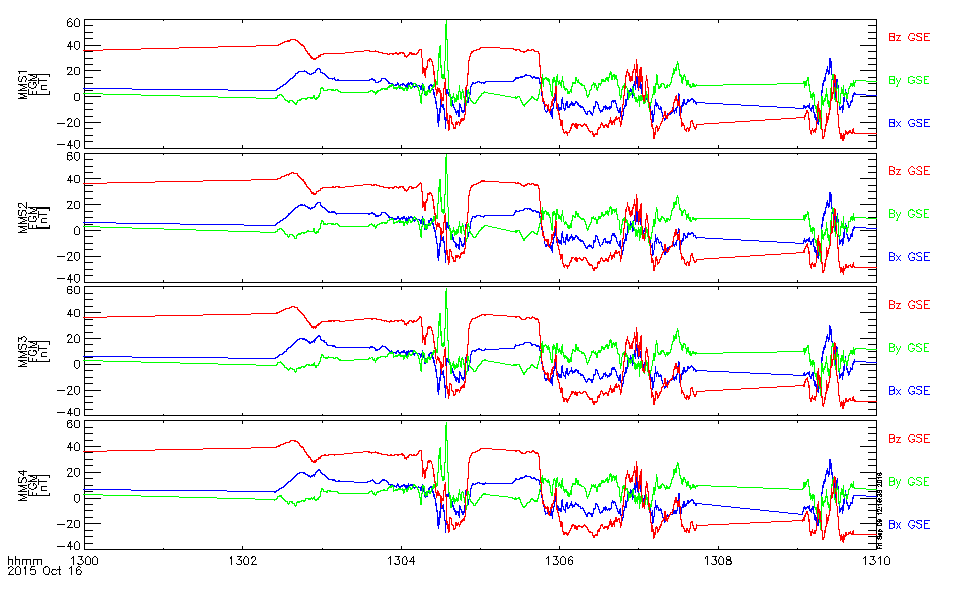 60
40
20
0
−20
−40
MMS1
FGM
[nT]
Bz GSE
By GSE
Bx GSE
60
40
20
0
−20
−40
MMS2
FGM
[nT]
Bz GSE
By GSE
Bx GSE
60
40
20
0
−20
−40
MMS3
FGM
[nT]
Bz GSE
By GSE
Bx GSE
60
40
20
0
−20
−40
MMS4
FGM
[nT]
Bz GSE
By GSE
Bx GSE
hhmm 1300 1302 1304 1306 1308 1310
2015 Oct 16